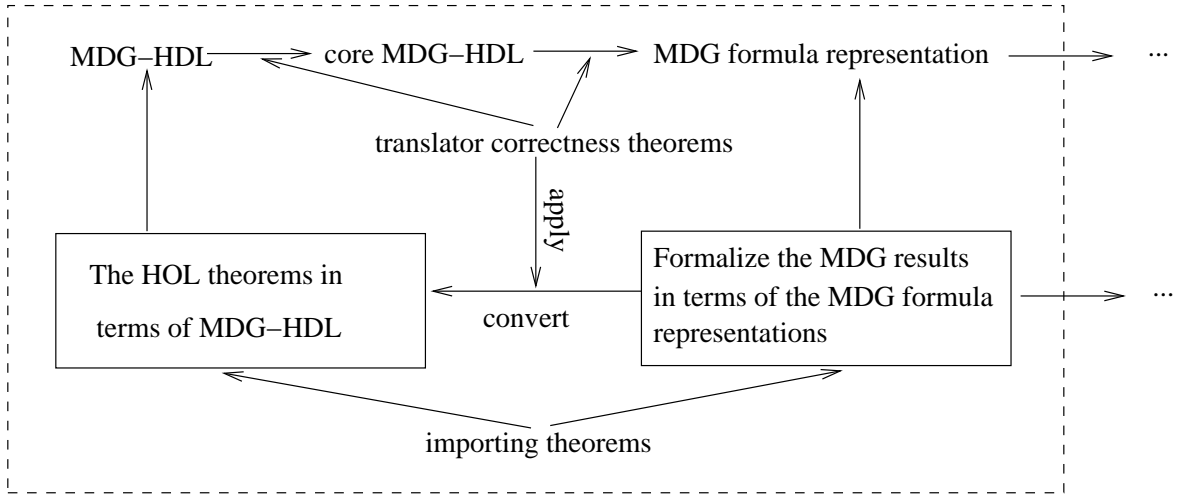 MDG–HDL
core MDG–HDL
MDG formula representation
...
translator correctness theorems
apply
The HOL theorems in
terms of MDG–HDL
convert
Formalize the MDG results
in terms of the MDG formula
representations
...
importing theorems